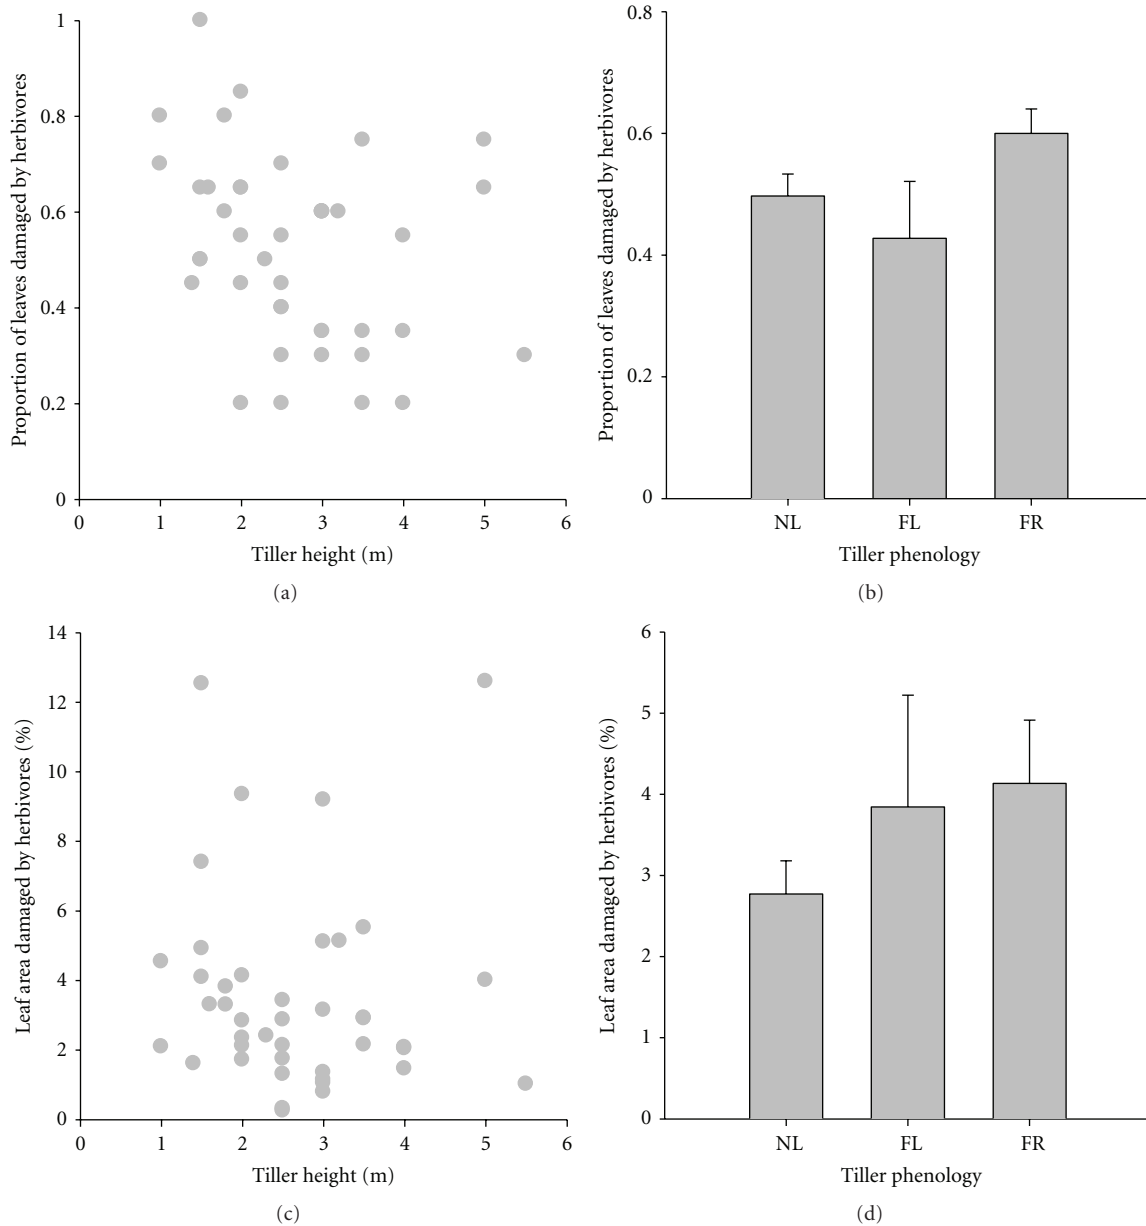 1
0.8
0.6
0.4
0.2
0
Proportion of leaves damaged by herbivores
0 1 2 3 4 5 6
Tiller height (m)
(a)
0.8
0.6
0.4
0.2
0
Proportion of leaves damaged by herbivores
NL FL FR
Tiller phenology
(b)
14
12
10
8
6
4
2
0
Leaf area damaged by herbivores (%)
0 1 2 3 4 5 6
Tiller height (m)
(c)
6
5
4
3
2
1
0
Leaf area damaged by herbivores (%)
NL FL FR
Tiller phenology
(d)